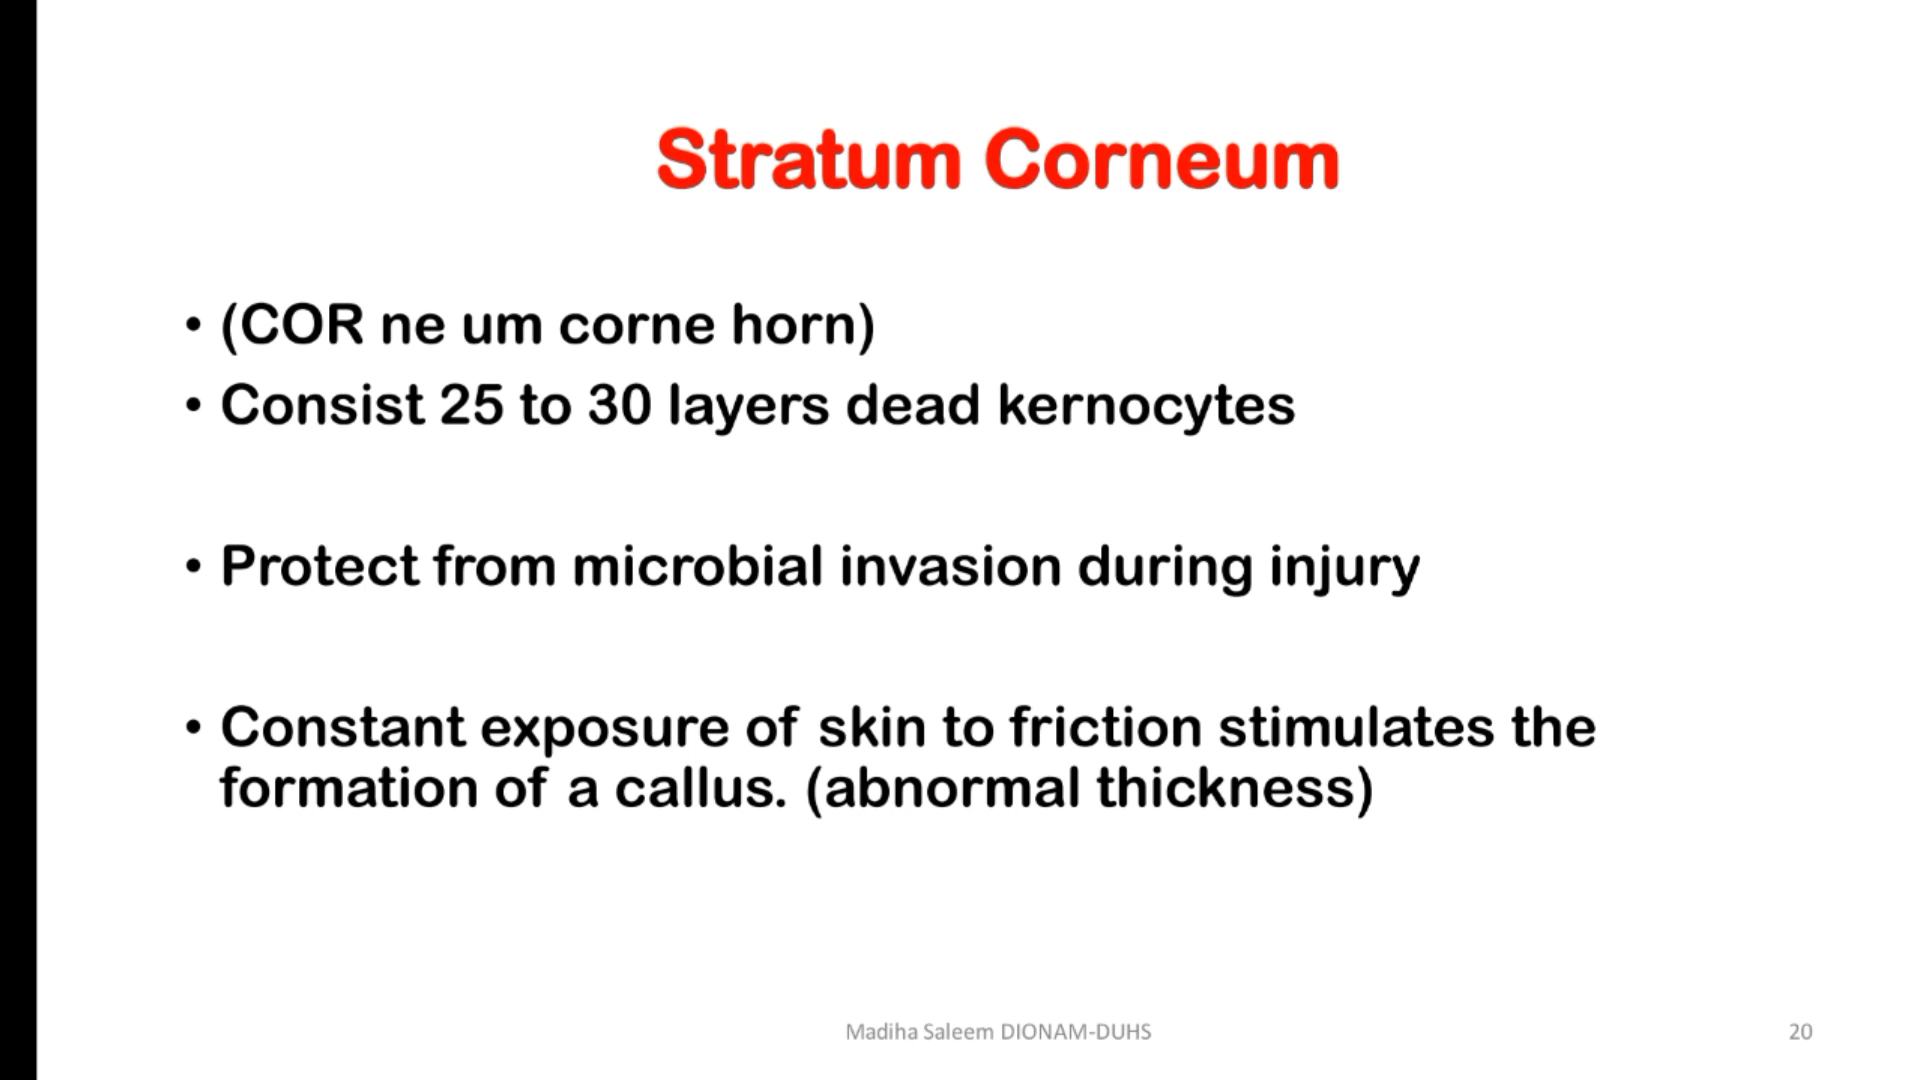 Stratum Corneum
• (COR ne um corne horn)
• Consist 25 to 30 layers dead kernocytes
• Protect from microbial invasion during injury
• Constant exposure of skin to friction stimulates the
formation of a callus. (abnormal thickness)
Madiha Saleem DIONAM-DUHS
20